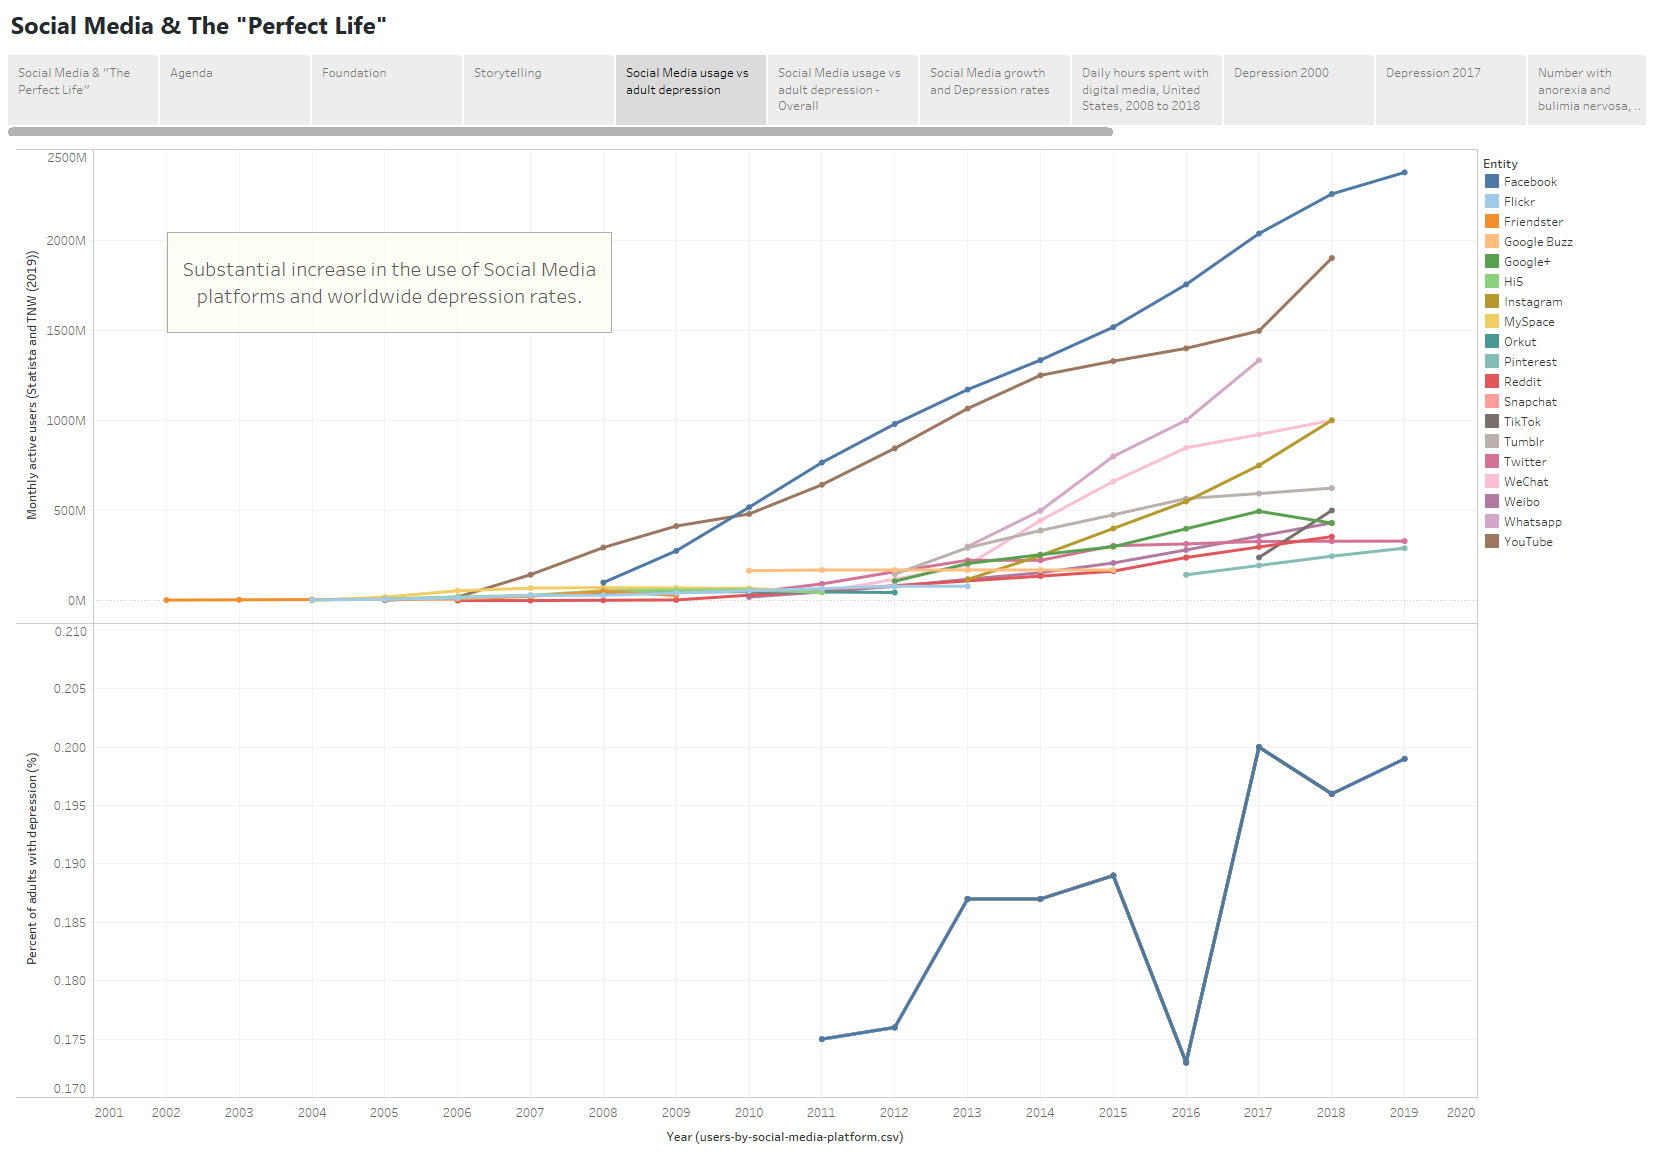 Social Media & The "Perfect Life"
Social Media & "The
Perfect Life"
Agenda
Foundation
Storytelling
Social Media usage vs
adult depression
Social Media usage vs
adult depression -
Overall
Social Media growth
and Depression rates
Daily hours spent with
digital media, United
States, 2008 to 2018
Depression 2000
Depression 2017
Number with
anorexia and
bulimia nervosa, ..
Monthly active users (Statista and TNW (2019))
2500M
2000M
1500M
1000M
500M
0M
Substantial increase in the use of Social Media
platforms and worldwide depression rates.
Entity
Facebook
Flickr
Friendster
Google Buzz
Google+
Hi5
Instagram
MySpace
Orkut
Pinterest
Reddit
Snapchat
TikTok
Tumblr
Twitter
WeChat
Weibo
Whatsapp
YouTube
Percent of adults with depression (%)
0.210
0.205
0.200
0.195
0.190
0.185
0.180
0.175
0.170
2001 2002 2003 2004 2005 2006 2007 2008 2009 2010 2011 2012 2013 2014 2015 2016 2017 2018 2019 2020
Year (users-by-social-media-platform.csv)